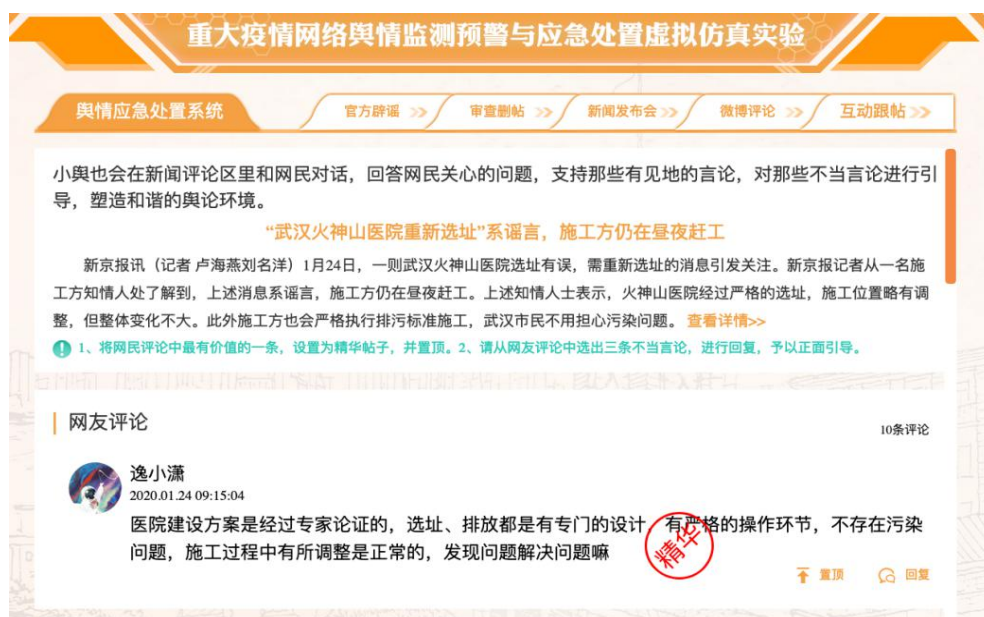 重大疫情网络舆情监测预警与应急处置虚拟仿真实验
舆情应急处置系统 官方辟谣 >> 审查删帖 >> 新闻发布会 >> 微博评论 >> 互动跟帖 >>
小舆也会在新闻评论区里和网民对话，回答网民关心的问题，支持那些有见地的言论，对那些不当言论进行引
导，塑造和谐的舆论环境。
“武汉火神山医院重新选址”系谣言，施工方仍在昼夜赶工
新京报讯（记者 卢海燕刘名洋）1月24日，一则武汉火神山医院选址有误，需重新选址的消息引发关注。新京报记者从一名施
工方知情人处了解到，上述消息系谣言，施工方仍在昼夜赶工。上述知情人士表示，火神山医院经过严格的选址，施工位置略有调
整，但整体变化不大。此外施工方也会严格执行排污标准施工，武汉市民不用担心污染问题。 查看详情>>
1、将网民评论中最有价值的一条，设置为精华帖子，并置顶。2、请从网友评论中选出三条不当言论，进行回复，予以正面引导。
网友评论
10条评论
逸小潇
2020.01.24 09:15:04
医院建设方案是经过专家论证的，选址、排放都是有专门的设计，有严格的操作环节，不存在污染
问题，施工过程中有所调整是正常的，发现问题解决问题嘛
精华
置顶 回复